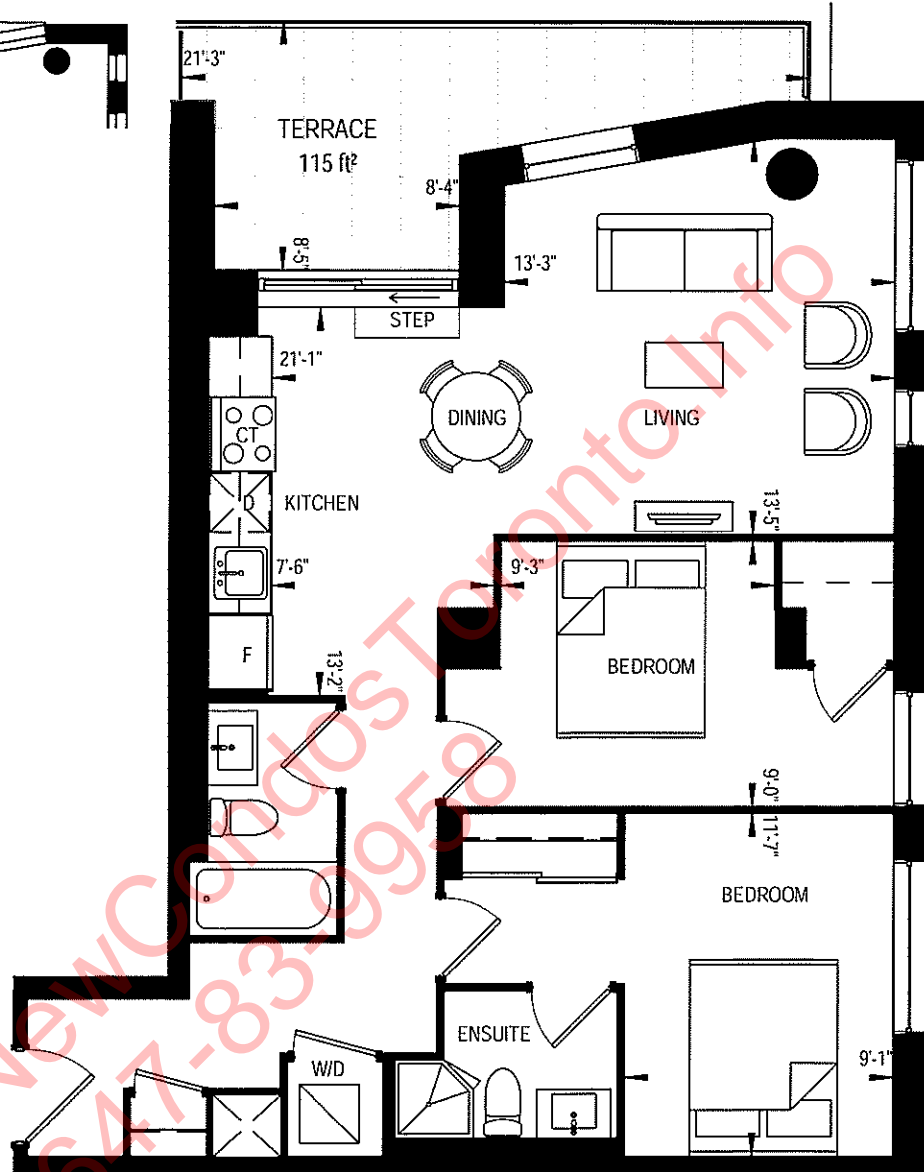 21'-3"
TERRACE
115 ft²
8'-4"
8'-5"
13'-3"
STEP
21'-1"
DINING
LIVING
CT
D
KITCHEN
13'-5"
7'-6"
9'-3"
F
13'-2"
BEDROOM
9'-0"
11'-7"
BEDROOM
ENSUITE
W/D
9'-1"
NewCondosToronto.Info
647-83-9958